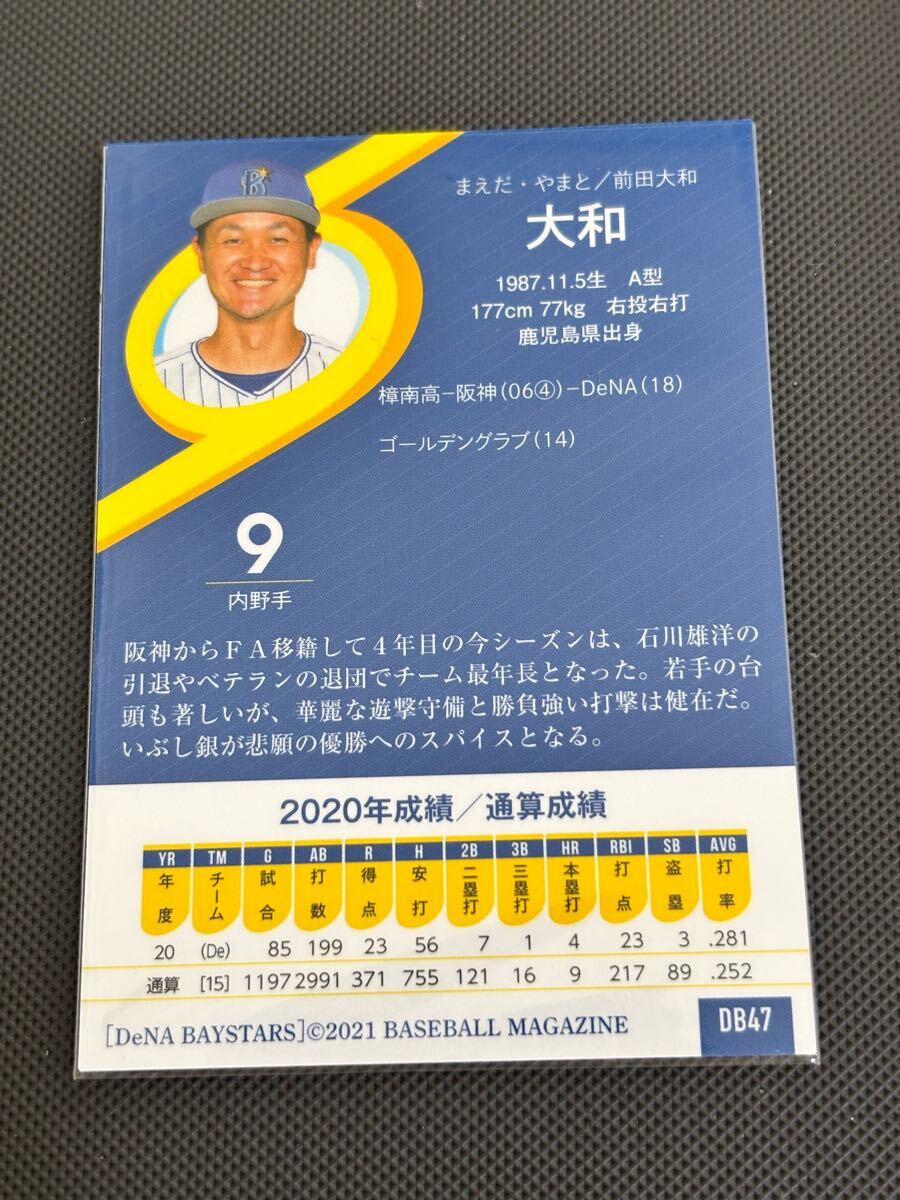 まえだ・やまと／前田大和
大和
1987.11.5生 A型
177cm 77kg 右投右打
鹿児島県出身
樟南高−阪神(06④)−DeNA(18)
ゴールデングラブ(14)
9
内野手
阪神からFA移籍して4年目の今シーズンは、石川雄洋の
引退やベテランの退団でチーム最年長となった。若手の台
頭も著しいが、華麗な遊撃守備と勝負強い打撃は健在だ。
いぶし銀が悲願の優勝へのスパイスとなる。
2020年成績／通算成績
YR TM G AB R H 2B 3B HR RBI SB AVG
年度 チーム 試合 打数 得点 安打 二塁打 三塁打 本塁打 打点 盗塁 打率
20 (De) 85 199 23 56 7 1 4 23 3 .281
通算 [15] 1197 2991 371 755 121 16 9 217 89 .252
[DeNA BAYSTARS]©2021 BASEBALL MAGAZINE DB47